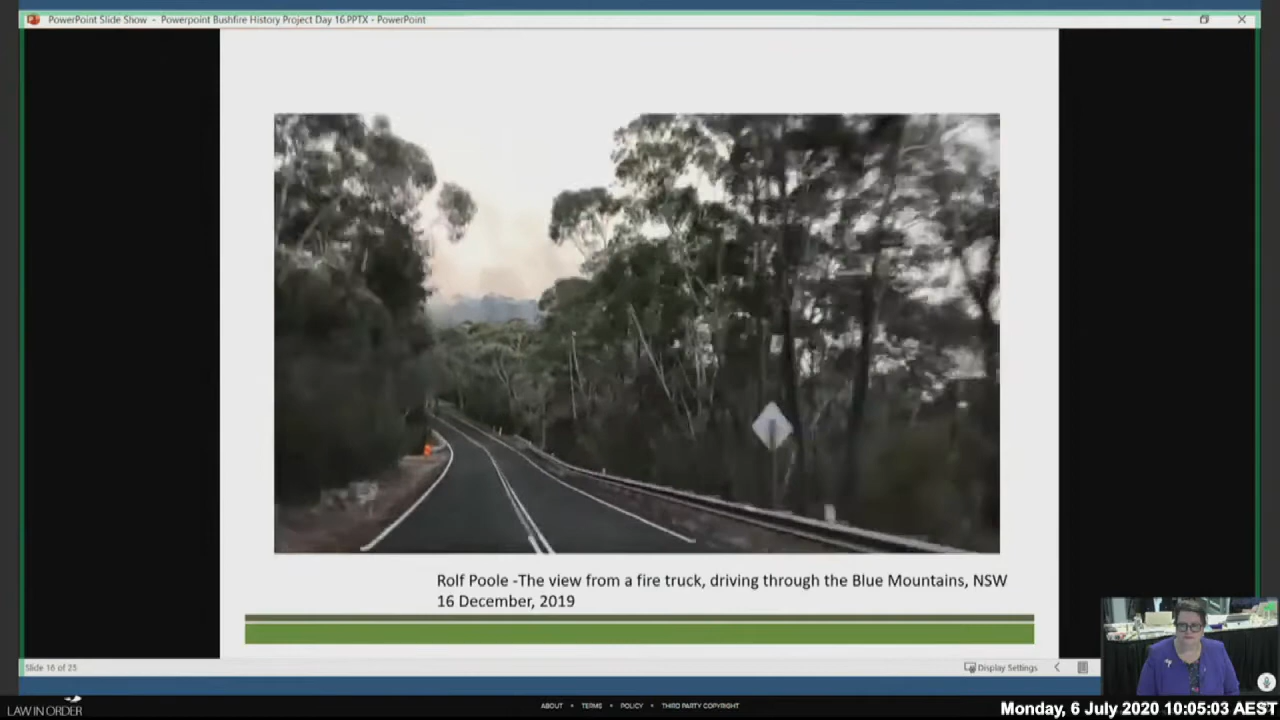 PowerPoint Slide Show - Powerpoint Bushfire History Project Day 16.PPTX - PowerPoint
Rolf Poole -The view from a fire truck, driving through the Blue Mountains, NSW
16 December, 2019
Slide 16 of 25
Display Settings
LAW IN ORDER
ABOUT • TERMS • POLICY • THIRD PARTY COPYRIGHT
Monday, 6 July 2020 10:05:03 AEST